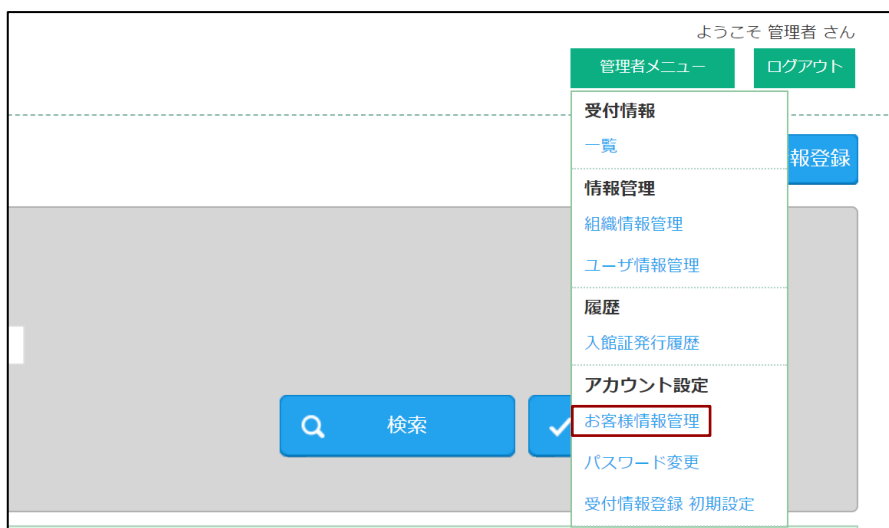 ようこそ 管理者 さん
管理者メニュー
ログアウト
受付情報
一覧
報登録
情報管理
組織情報管理
ユーザ情報管理
履歴
入館証発行履歴
アカウント設定
お客様情報管理
検索
パスワード変更
受付情報登録 初期設定